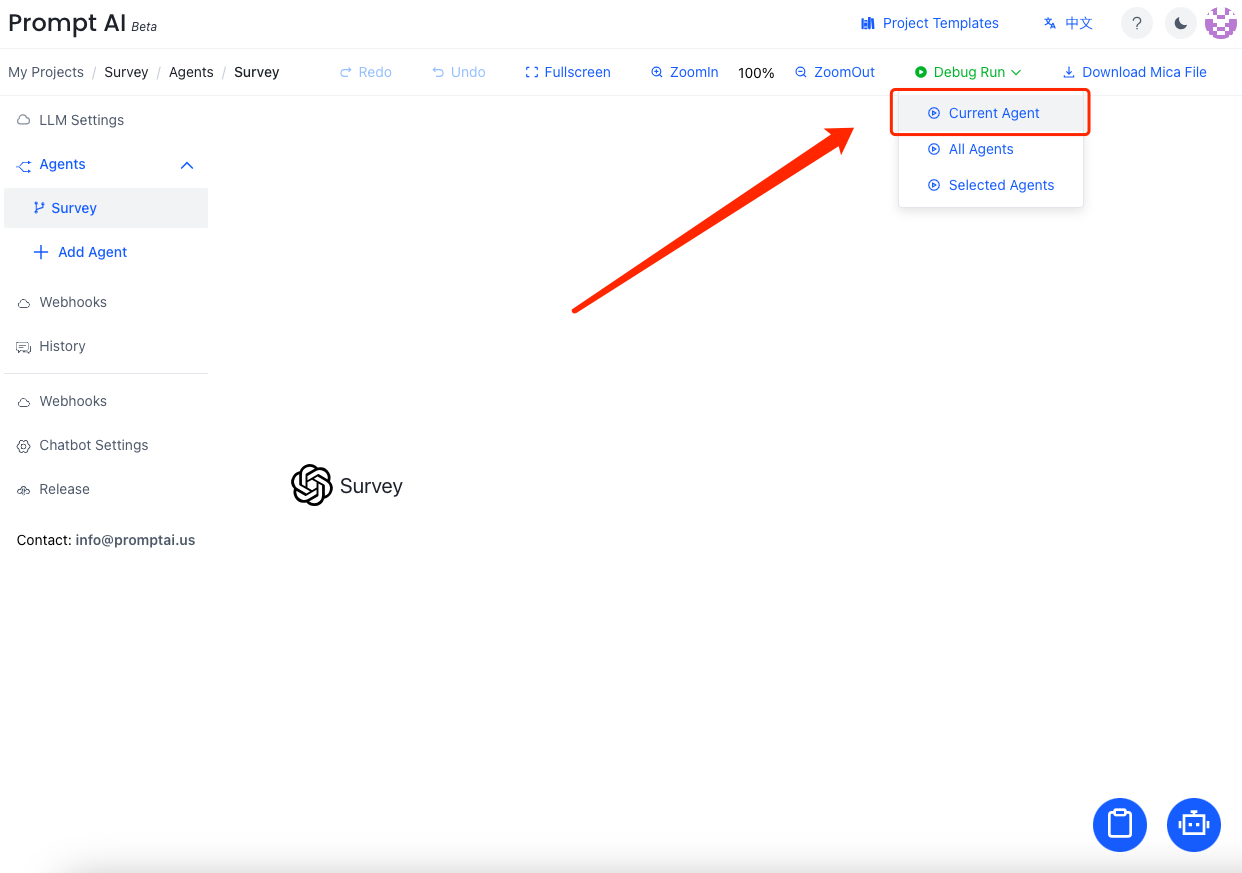 Prompt AI Beta
Project Templates
中文
?
My Projects / Survey / Agents / Survey
Redo
Undo
Fullscreen
ZoomIn
100%
ZoomOut
Debug Run
Download Mica File
Current Agent
All Agents
Selected Agents
LLM Settings
Agents
Survey
Add Agent
Webhooks
History
Webhooks
Chatbot Settings
Release
Contact: info@promptai.us
Survey